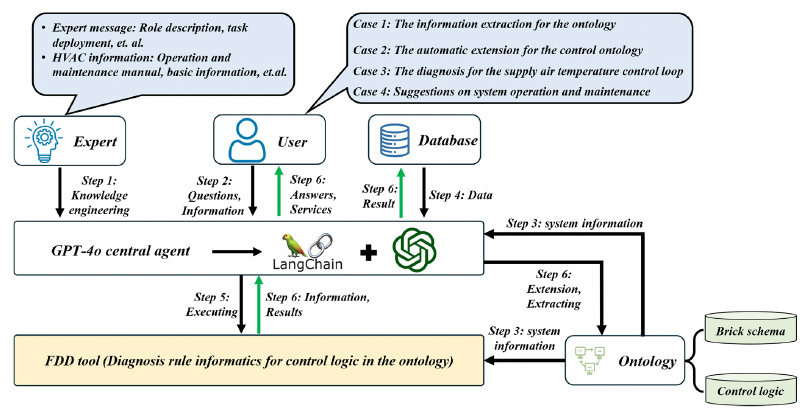 • Expert message: Role description, task
deployment, et. al.
• HVAC information: Operation and
maintenance manual, basic information, et.al.
Case 1: The information extraction for the ontology
Case 2: The automatic extension for the control ontology
Case 3: The diagnosis for the supply air temperature control loop
Case 4: Suggestions on system operation and maintenance
Expert
User
Database
Step 1:
Knowledge
engineering
Step 2:
Questions,
Information
Step 6:
Answers,
Services
Step 6:
Result
Step 4: Data
Step 3: system information
GPT-4o central agent
LangChain
Step 5:
Executing
Step 6: Information,
Results
Step 6:
Extension,
Extracting
Step 3: system
information
FDD tool (Diagnosis rule informatics for control logic in the ontology)
Ontology
Brick schema
Control logic